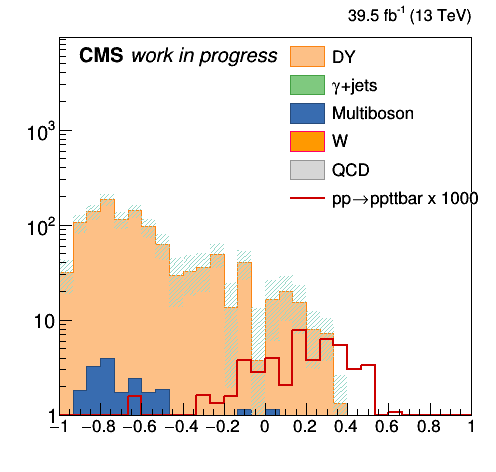 39.5 fb⁻¹ (13 TeV)
CMS work in progress
DY
γ+jets
Multiboson
W
QCD
pp→ppttbar x 1000
10³
10²
10
1
−1 −0.8 −0.6 −0.4 −0.2 0 0.2 0.4 0.6 0.8 1